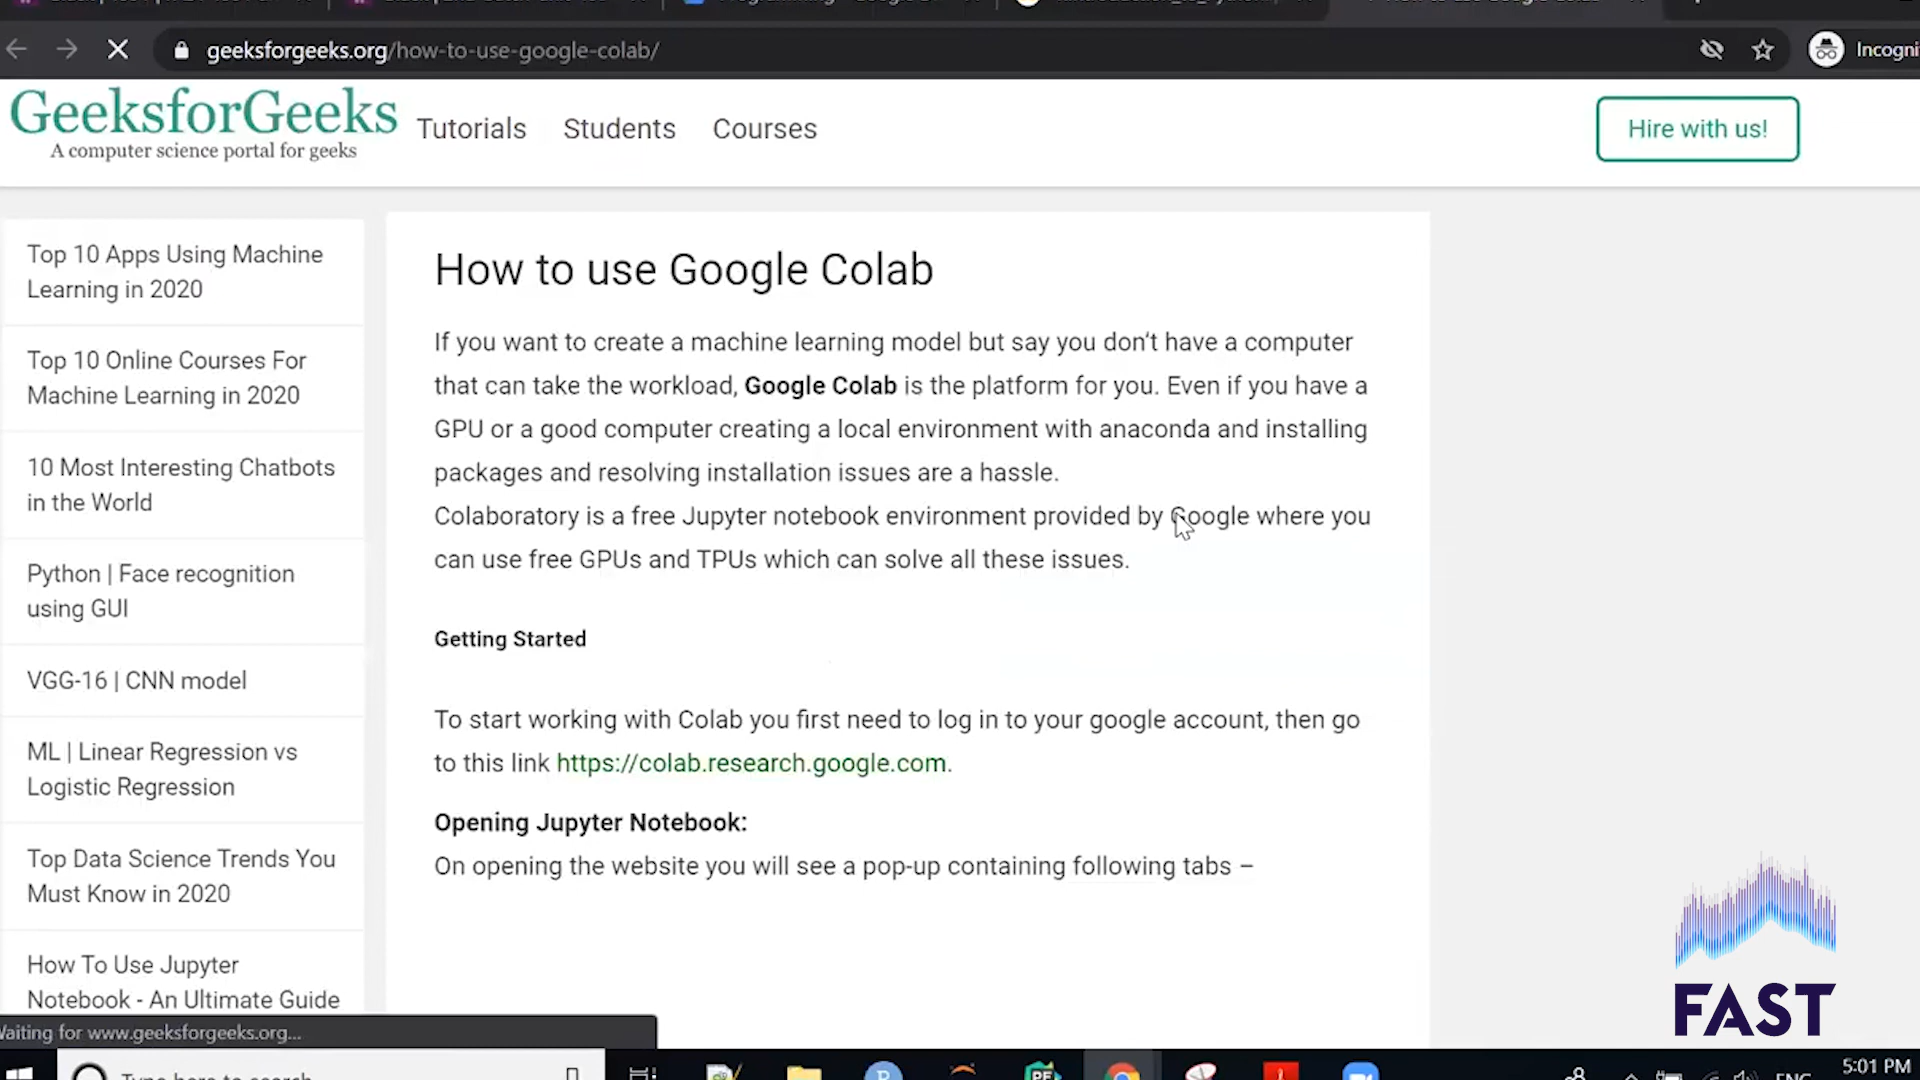 geeksforgeeks.org/how-to-use-google-colab/
GeeksforGeeks
A computer science portal for geeks
Tutorials
Students
Courses
Hire with us!
Top 10 Apps Using Machine
Learning in 2020
Top 10 Online Courses For
Machine Learning in 2020
10 Most Interesting Chatbots
in the World
Python | Face recognition
using GUI
VGG-16 | CNN model
ML | Linear Regression vs
Logistic Regression
Top Data Science Trends You
Must Know in 2020
How To Use Jupyter
Notebook - An Ultimate Guide
How to use Google Colab
If you want to create a machine learning model but say you don’t have a computer
that can take the workload, Google Colab is the platform for you. Even if you have a
GPU or a good computer creating a local environment with anaconda and installing
packages and resolving installation issues are a hassle.
Colaboratory is a free Jupyter notebook environment provided by Google where you
can use free GPUs and TPUs which can solve all these issues.
Getting Started
To start working with Colab you first need to log in to your google account, then go
to this link https://colab.research.google.com.
Opening Jupyter Notebook:
On opening the website you will see a pop-up containing following tabs –
FAST
for www.geeksforgeeks.org...
Type here to search
5:01 PM